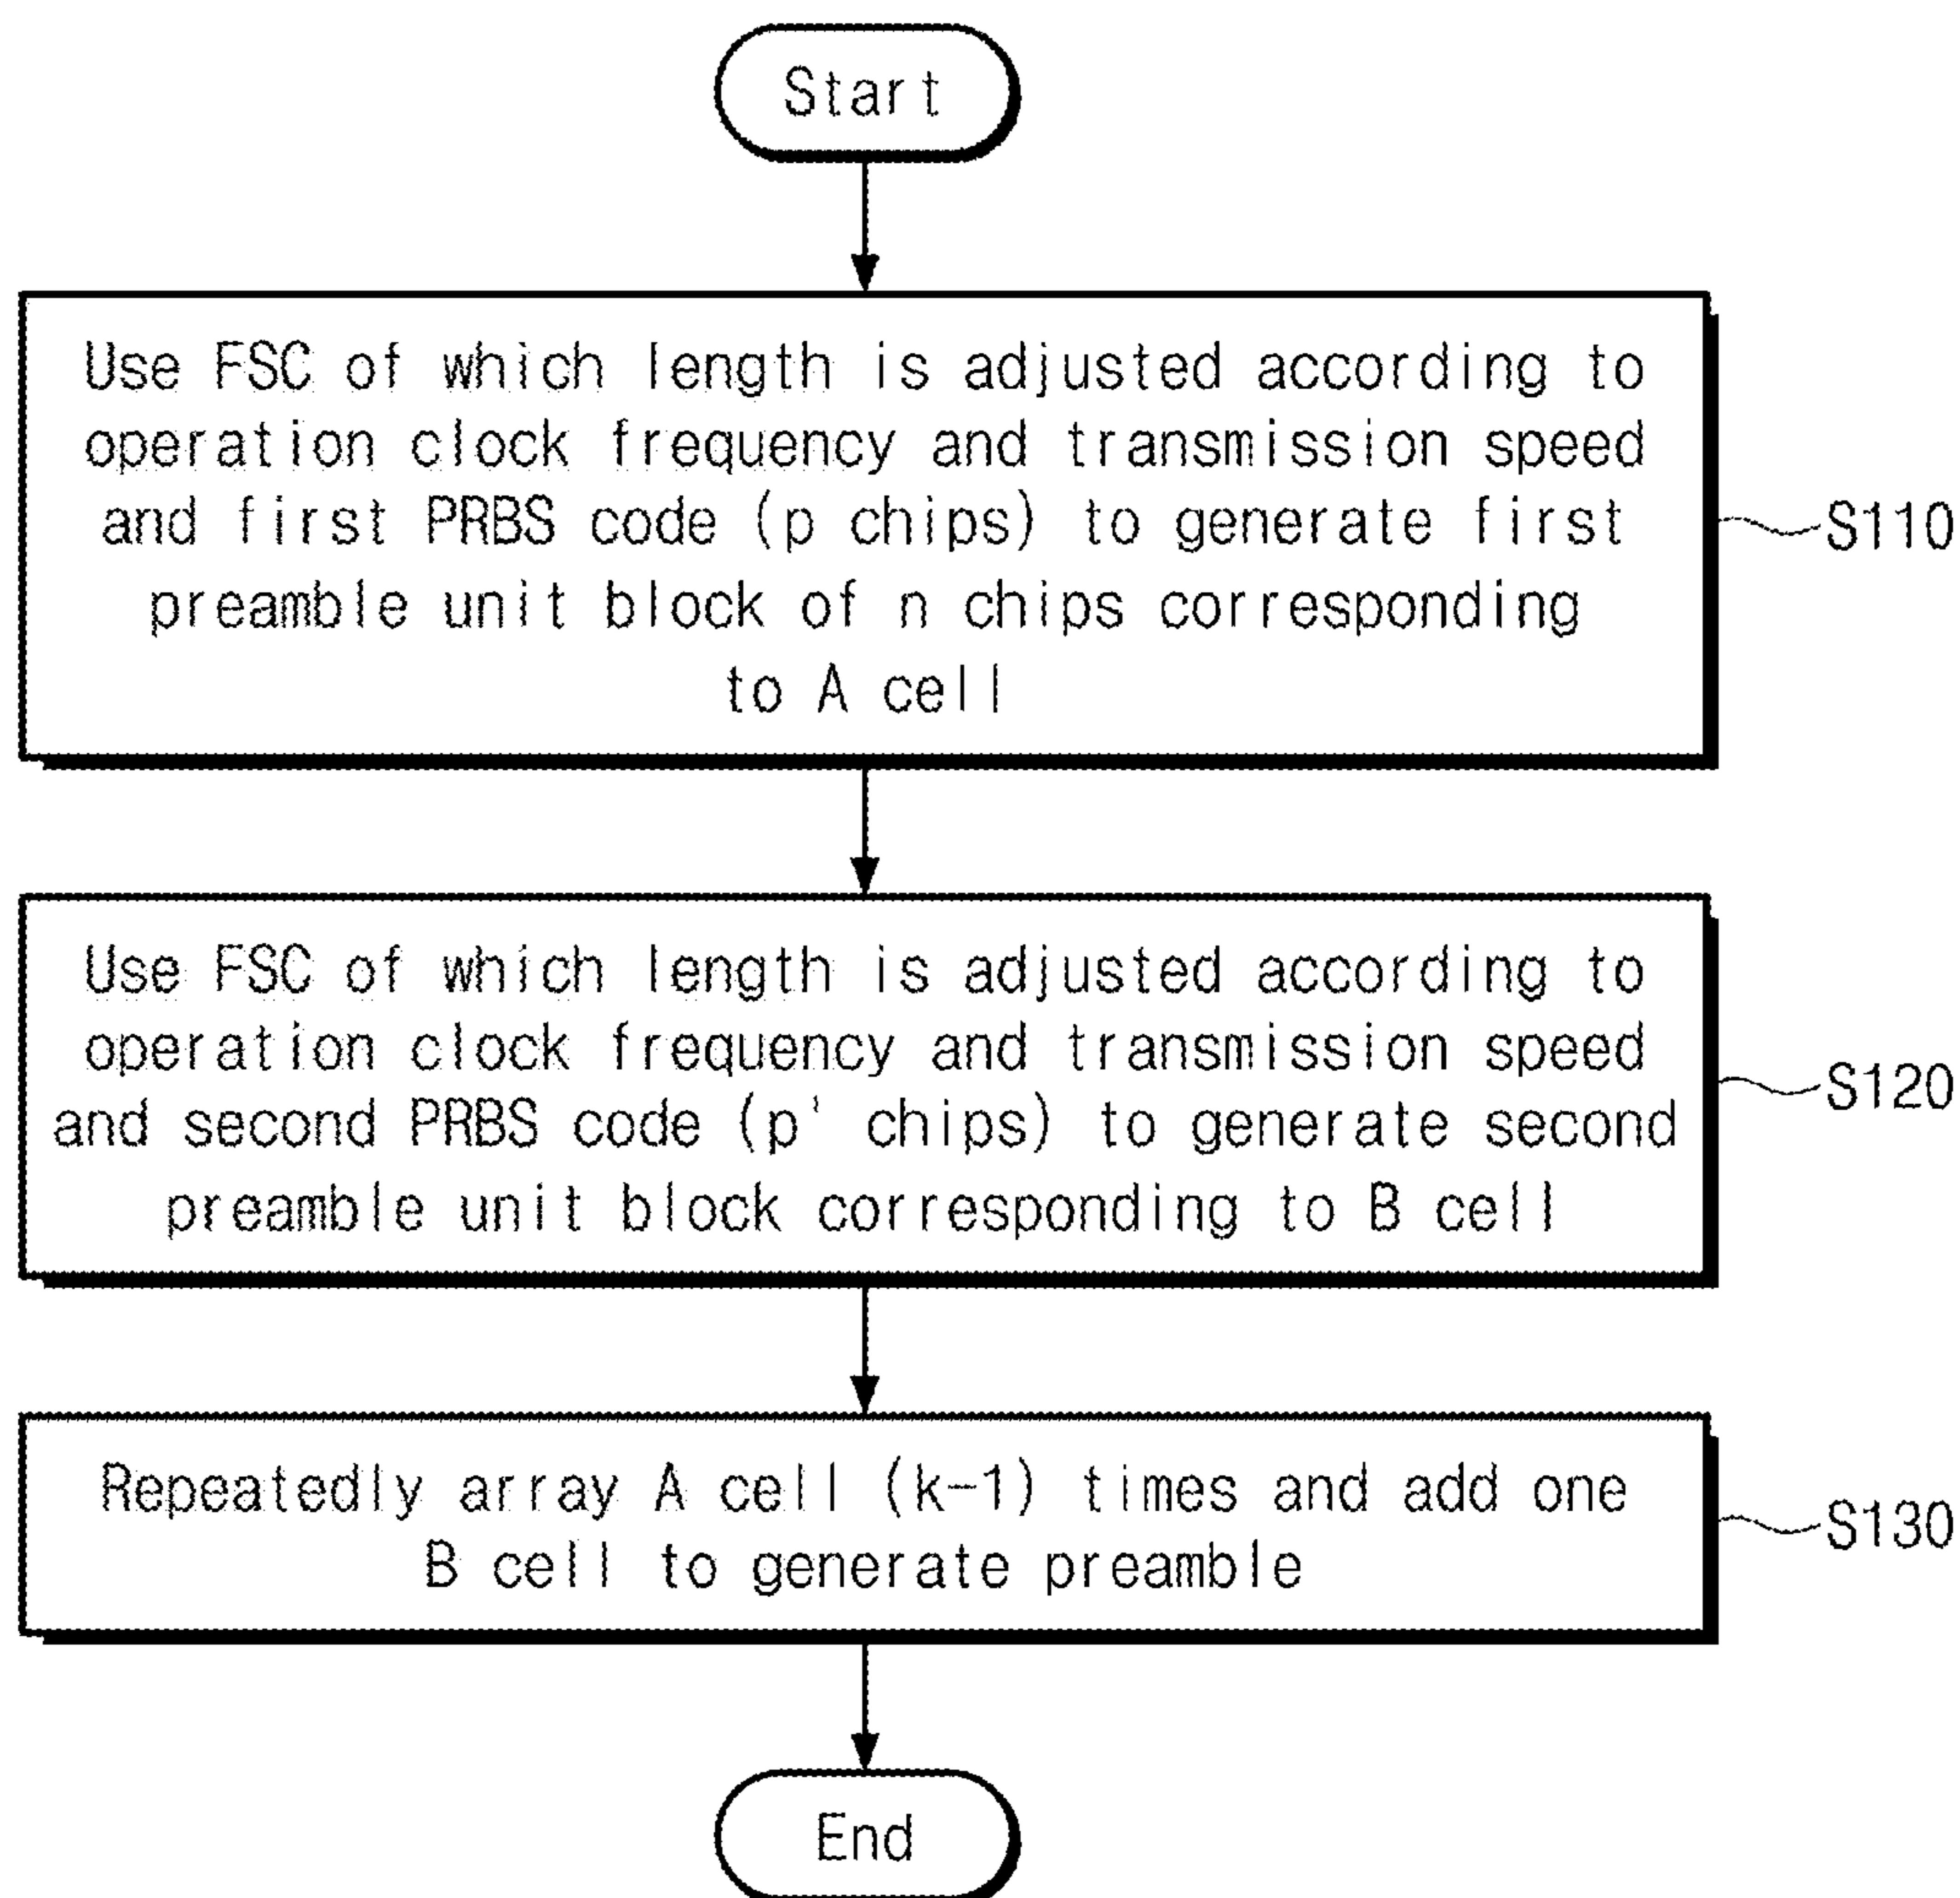 Start
Use FSC of which length is adjusted according to
operation clock frequency and transmission speed
and first PRBS code (p chips) to generate first
preamble unit block of n chips corresponding
to A cell
S110
Use FSC of which length is adjusted according to
operation clock frequency and transmission speed
and second PRBS code (p' chips) to generate second
preamble unit block corresponding to B cell
S120
Repeatedly array A cell (k-1) times and add one
B cell to generate preamble
S130
End